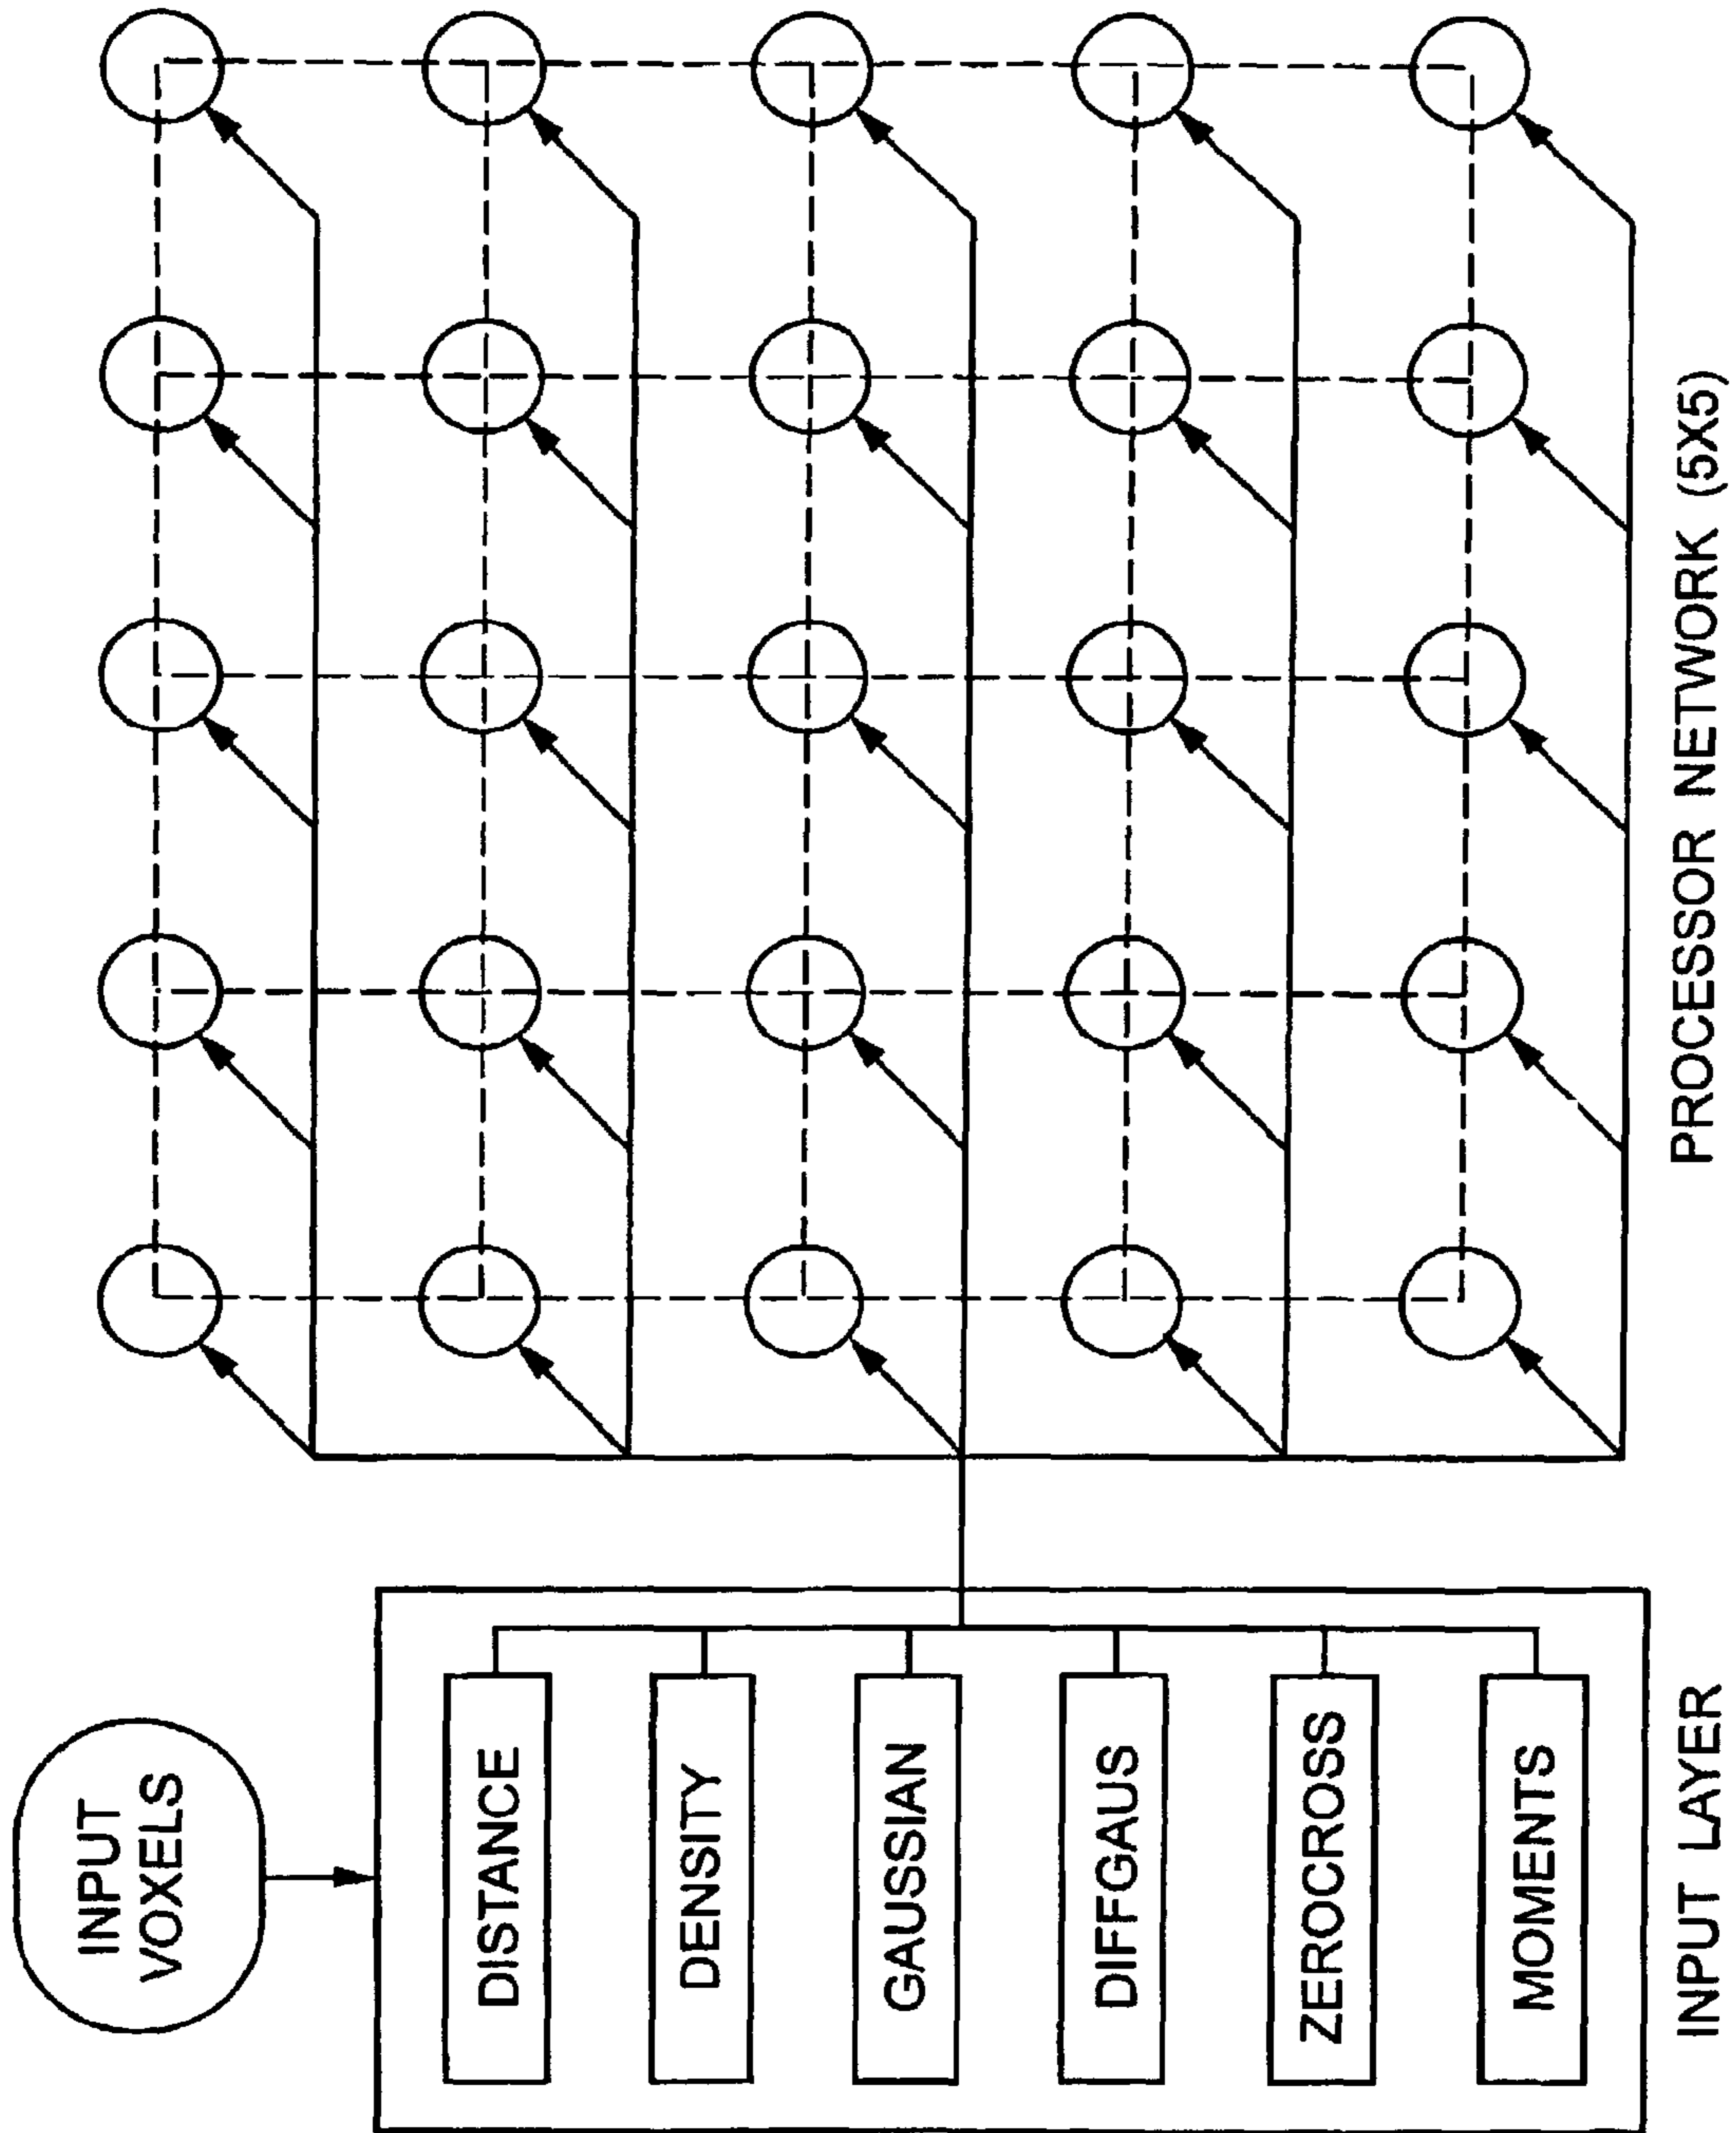 INPUT
VOXELS
DISTANCE
DENSITY
GAUSSIAN
DIFFGAUS
ZEROCROSS
MOMENTS
INPUT LAYER
PROCESSOR NETWORK (5X5)